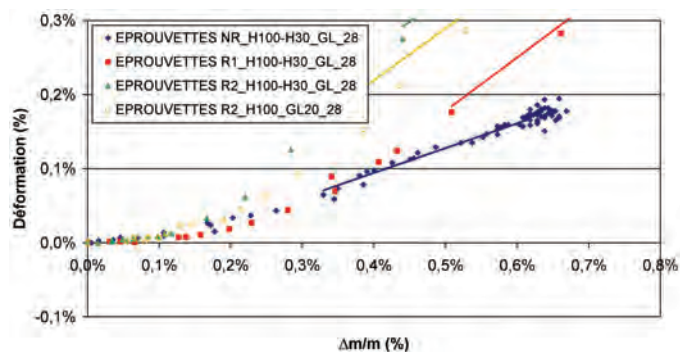 0,3%
0,2%
0,1%
0,0%
-0,1%
Déformation (%)
EPROUVETTES NR_H100-H30_GL_28
EPROUVETTES R1_H100-H30_GL_28
EPROUVETTES R2_H100-H30_GL_28
EPROUVETTES R2_H100_GL20_28
0,0% 0,1% 0,2% 0,3% 0,4% 0,5% 0,6% 0,7% 0,8%
Δm/m (%)